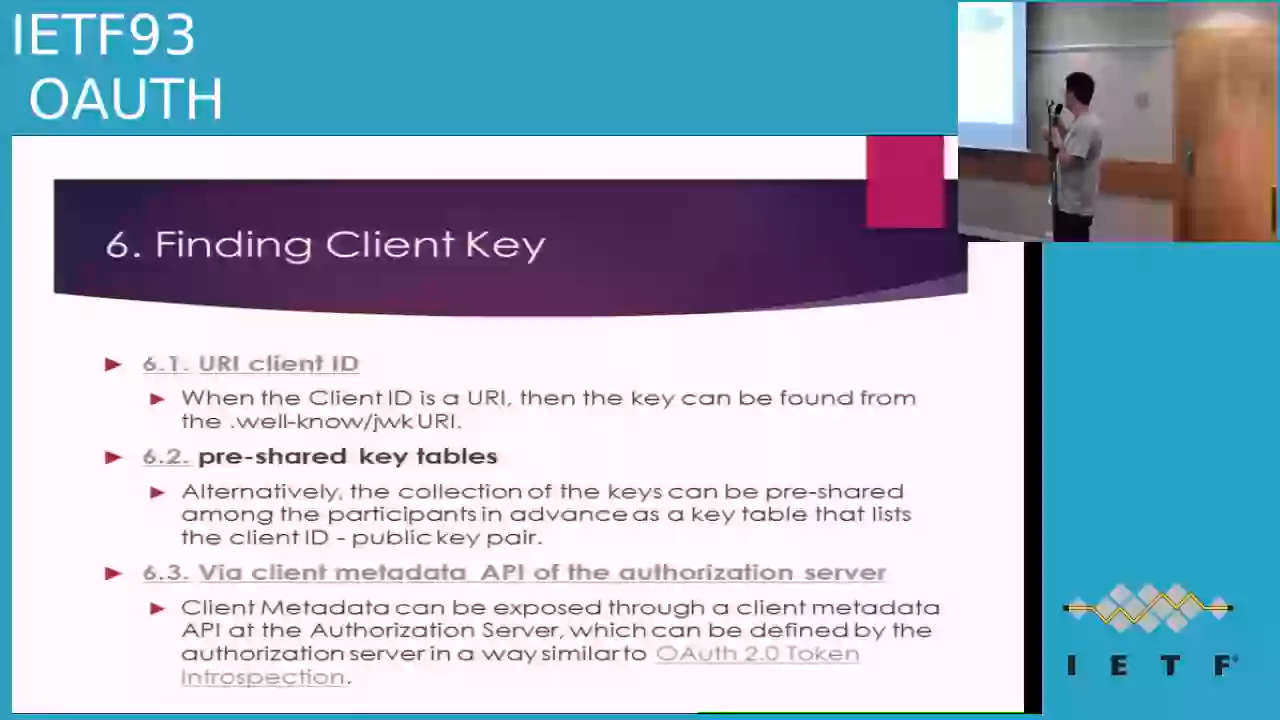 IETF93
OAUTH
6. Finding Client Key
6.1. URI client ID
When the Client ID is a URI, then the key can be found from
the .well-know/jwk URI.
6.2. pre-shared key tables
Alternatively, the collection of the keys can be pre-shared
among the participants in advance as a key table that lists
the client ID - public key pair.
6.3. Via client metadata API of the authorization server
Client Metadata can be exposed through a client metadata
API at the Authorization Server, which can be defined by the
authorization server in a way similar to OAuth 2.0 Token
Introspection.
I E T F